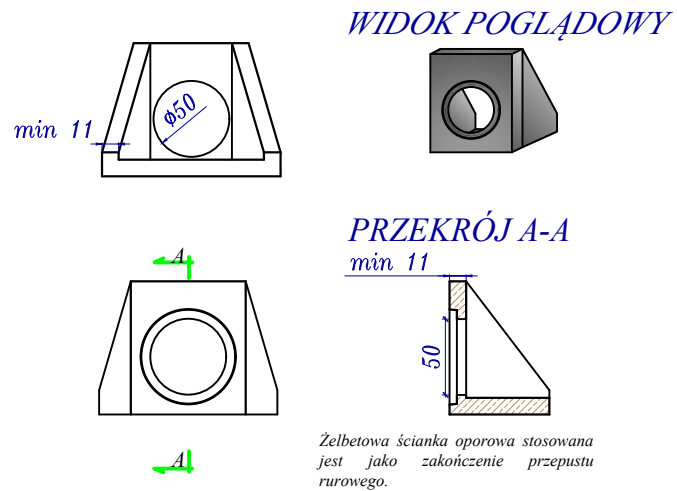 WIDOK POGLĄDOWY
min 11
ϕ50
PRZEKRÓJ A-A
A
min 11
50
Żelbetowa ścianka oporowa stosowana
jest jako zakończenie przepustu
rurowego.
A